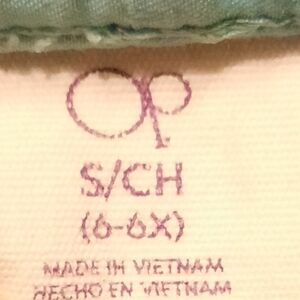 Op
S/CH
(6-6X)
MADE IN VIETNAM
HECHO EN VIETNAM